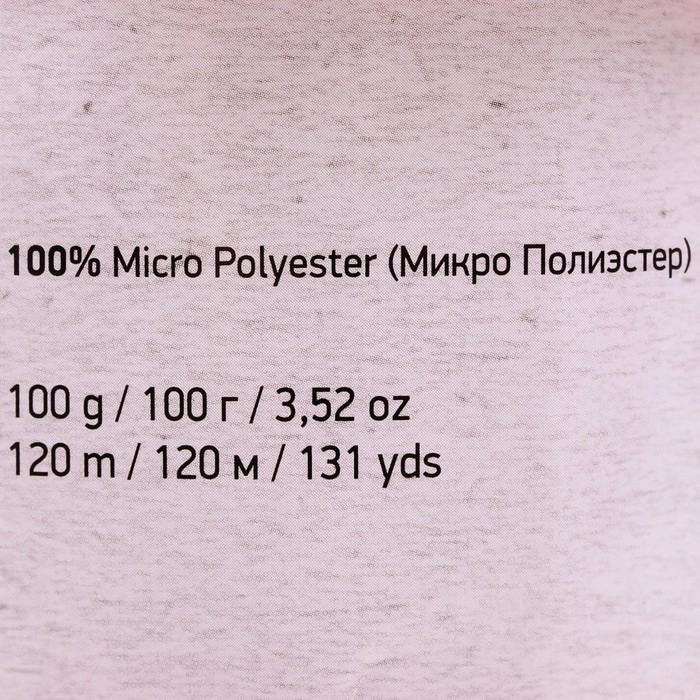 100% Micro Polyester (Микро Полиэстер)
100 g / 100 г / 3,52 oz
120 m / 120 м / 131 yds